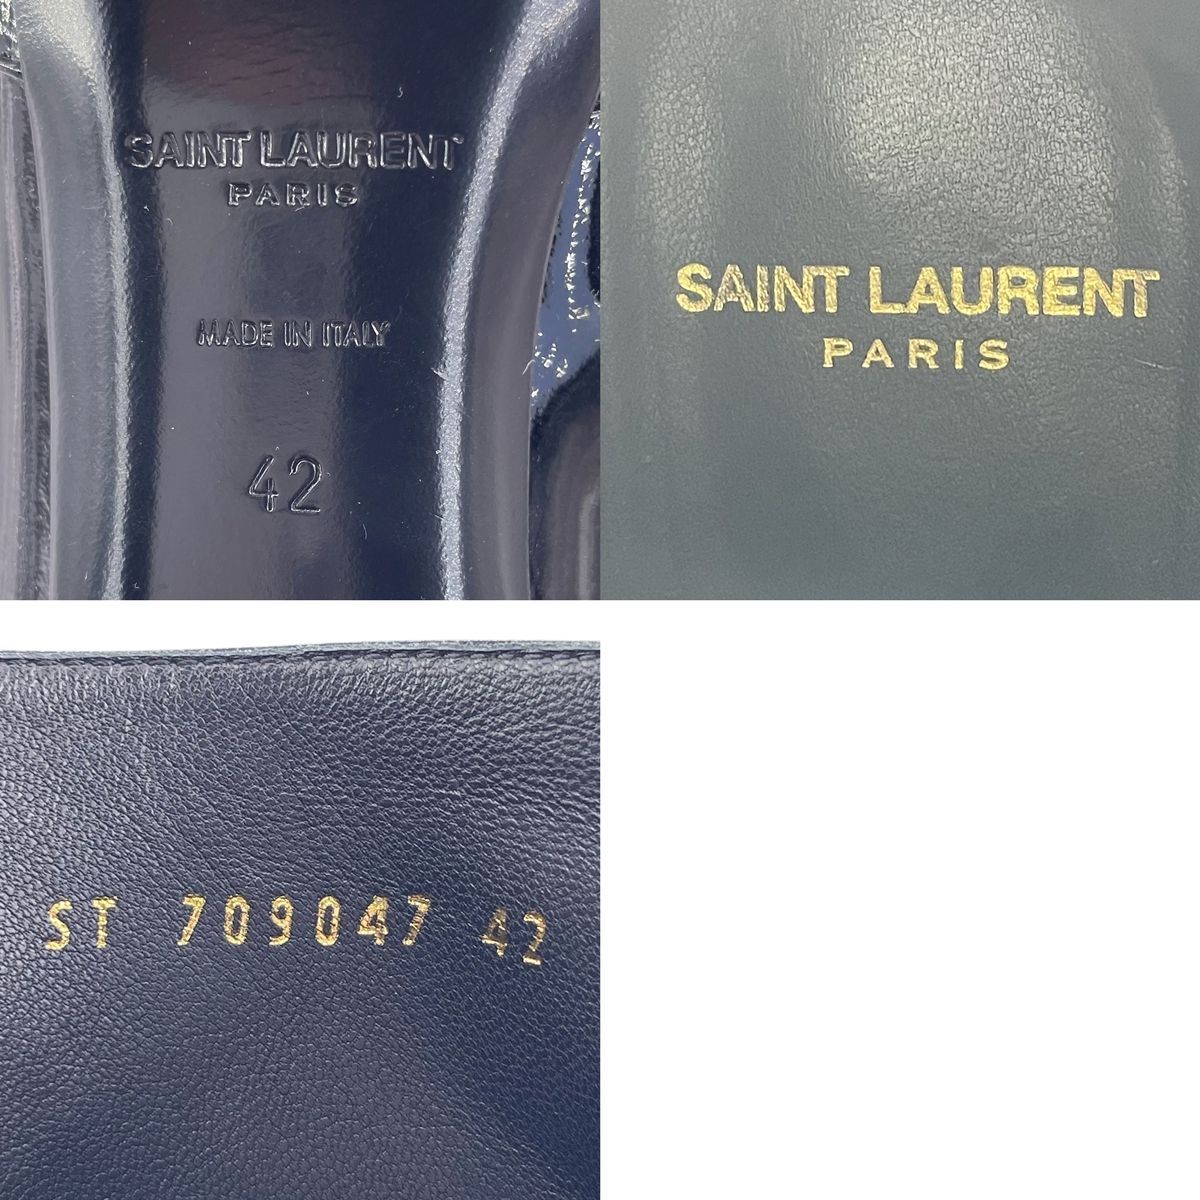 SAINT LAURENT
PARIS
MADE IN ITALY
42
SAINT LAURENT
PARIS
ST 709047 42